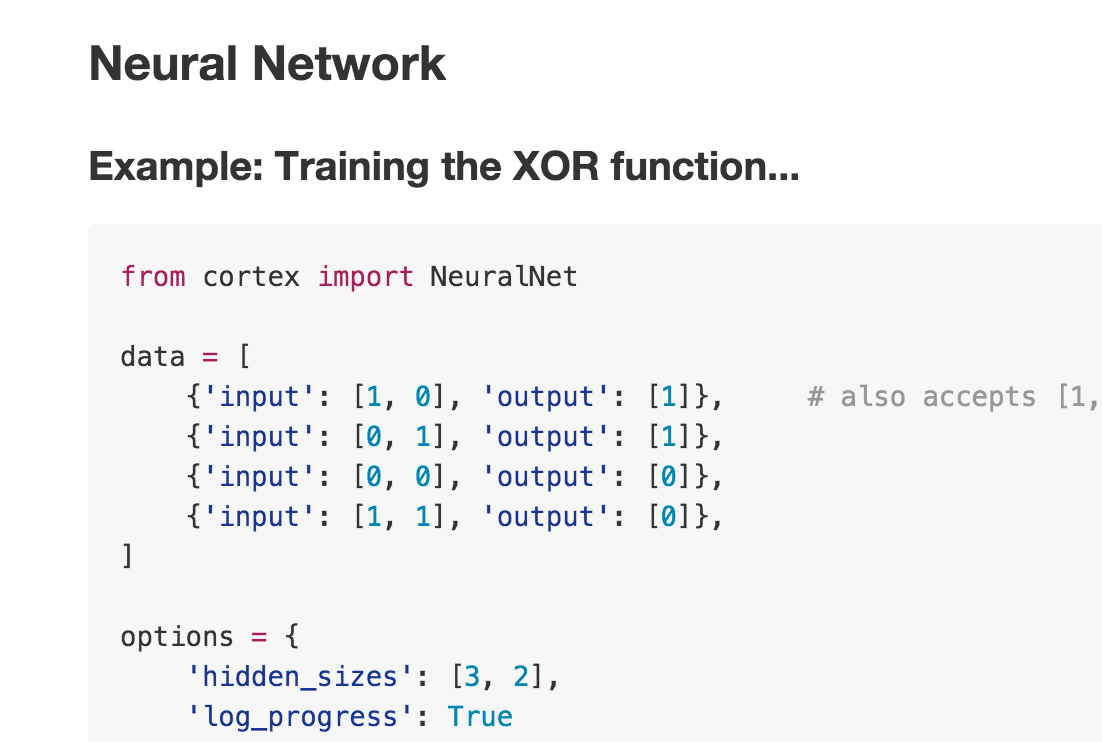 Neural Network
Example: Training the XOR function...
from cortex import NeuralNet
data = [
    {'input': [1, 0], 'output': [1]},     # also accepts [1,
    {'input': [0, 1], 'output': [1]},
    {'input': [0, 0], 'output': [0]},
    {'input': [1, 1], 'output': [0]},
]
options = {
    'hidden_sizes': [3, 2],
    'log_progress': True